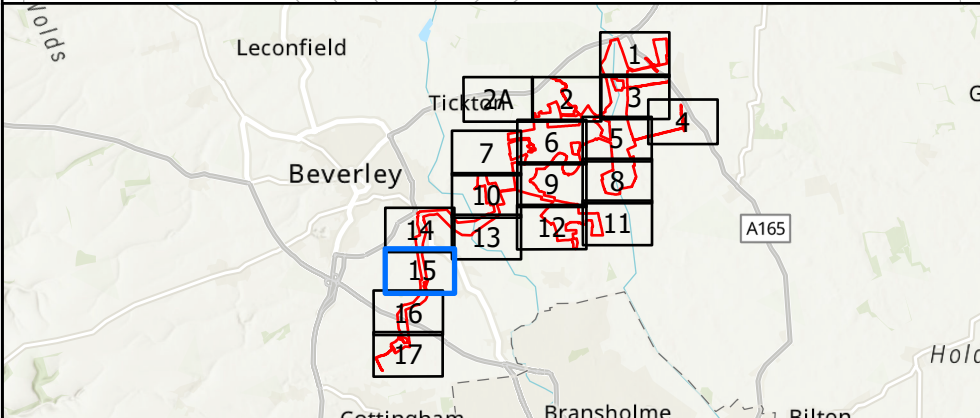 Wolds
Leconfield
1
Tickton
2A
2
3
G
4
5
6
7
Beverley
8
9
10
11
12
13
14
A165
15
16
17
Hold
Cottingham
Bransholme
Bilton